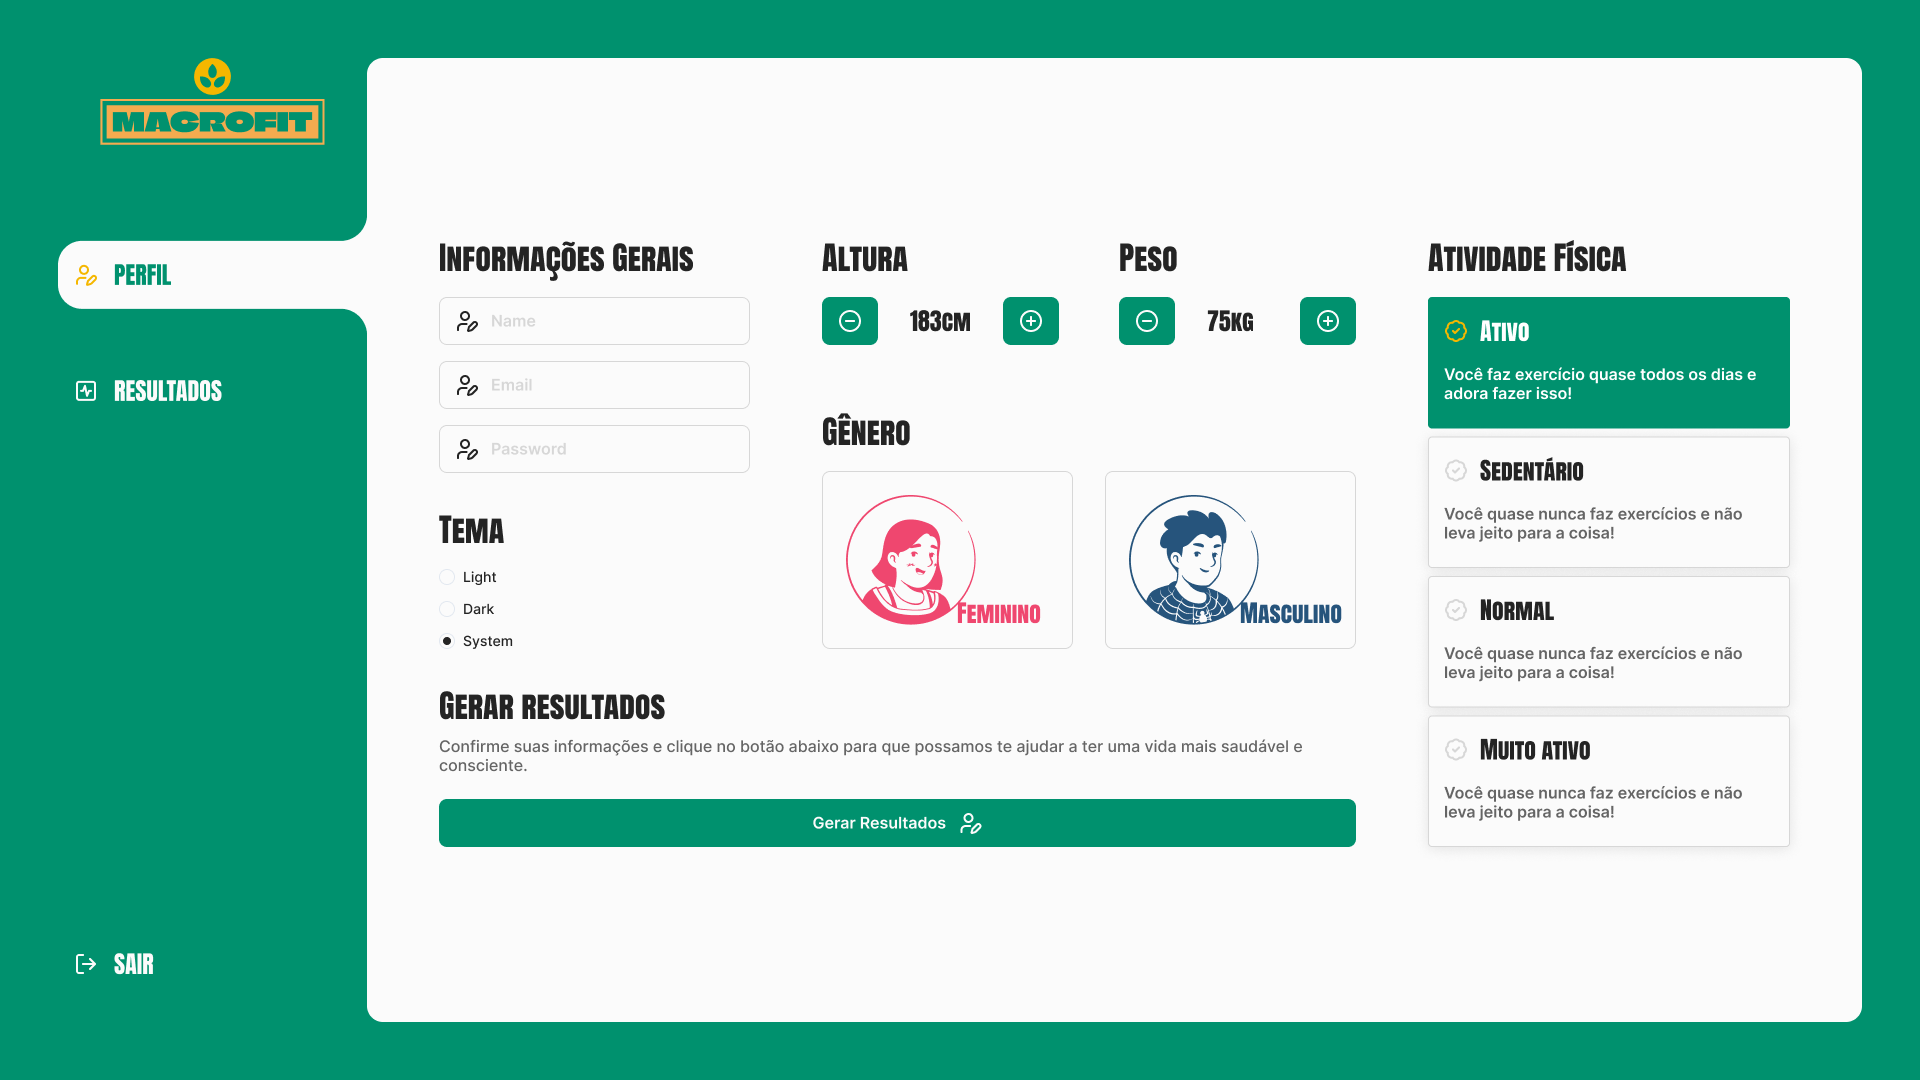 MACROFIT
PERFIL
RESULTADOS
SAIR
Informações Gerais
Name
Email
Password
Tema
Light
Dark
System
Altura
183cm
Peso
75kg
Gênero
Feminino
Masculino
Gerar resultados
Confirme suas informações e clique no botão abaixo para que possamos te ajudar a ter uma vida mais saudável e
consciente.
Gerar Resultados
Atividade Física
Ativo
Você faz exercício quase todos os dias e
adora fazer isso!
Sedentário
Você quase nunca faz exercícios e não
leva jeito para a coisa!
Normal
Você quase nunca faz exercícios e não
leva jeito para a coisa!
Muito ativo
Você quase nunca faz exercícios e não
leva jeito para a coisa!